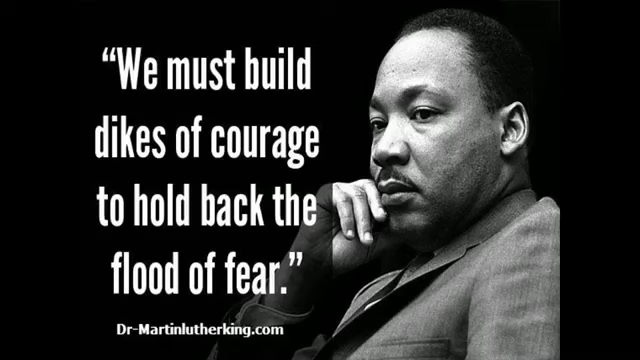 “We must build
dikes of courage
to hold back the
flood of fear.”
Dr-Martinlutherking.com